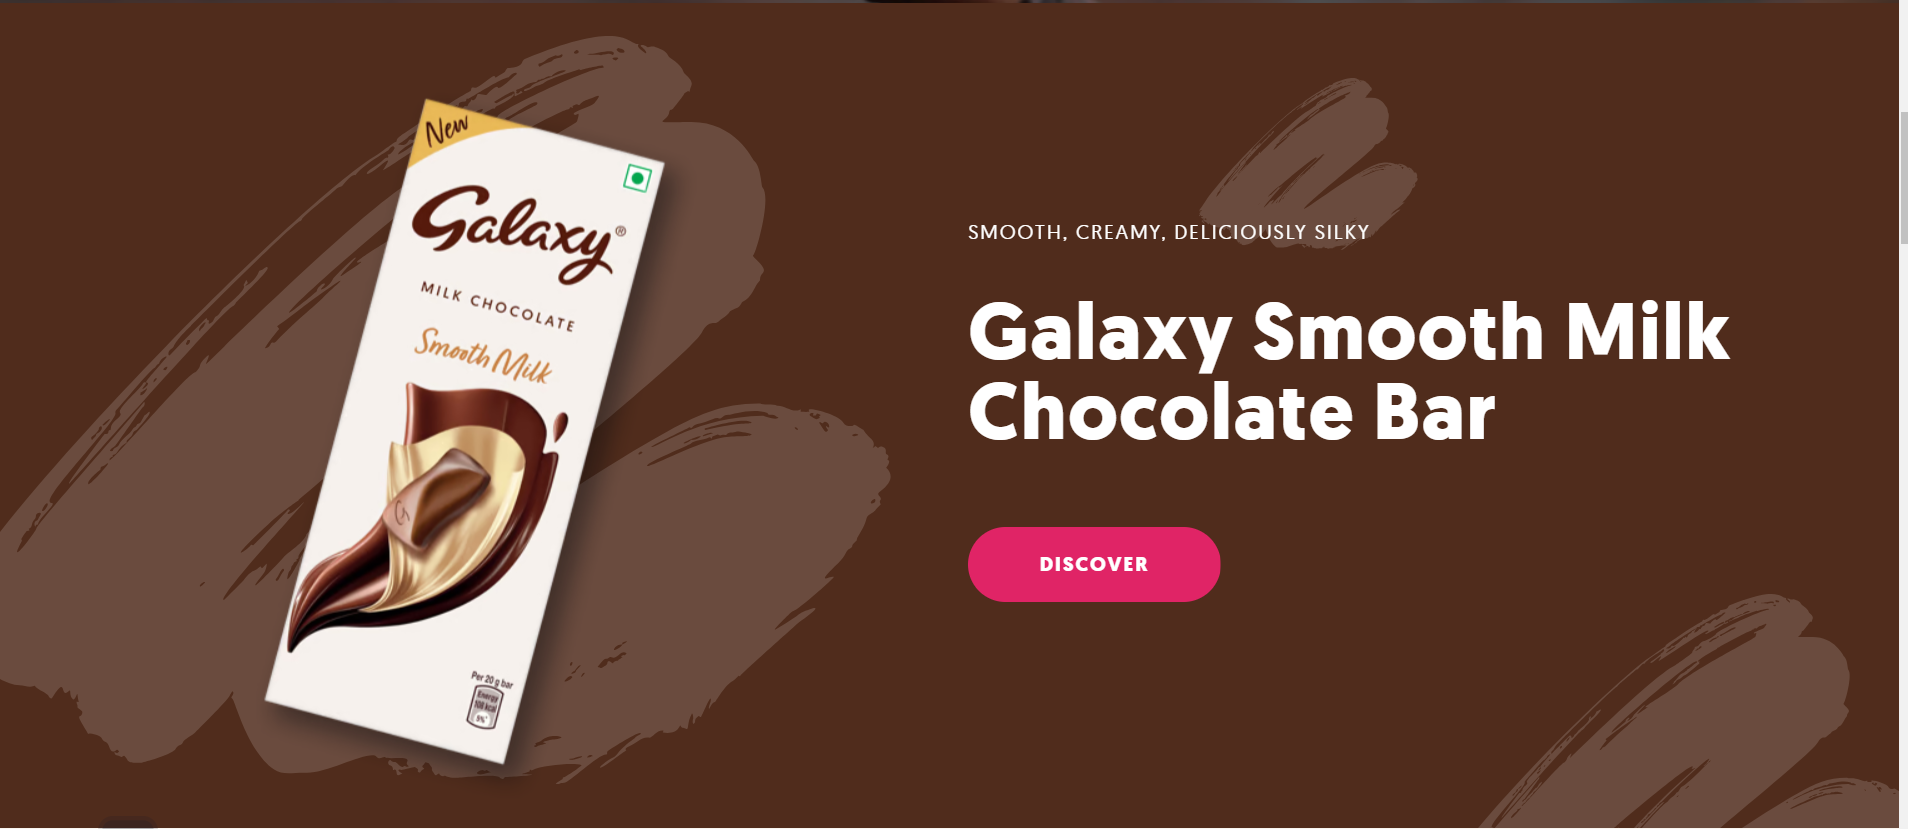 New
Galaxy®
MILK CHOCOLATE
Smooth Milk
Per 20 g bar
Energy
108 kcal
5%*
SMOOTH, CREAMY, DELICIOUSLY SILKY
Galaxy Smooth Milk
Chocolate Bar
DISCOVER